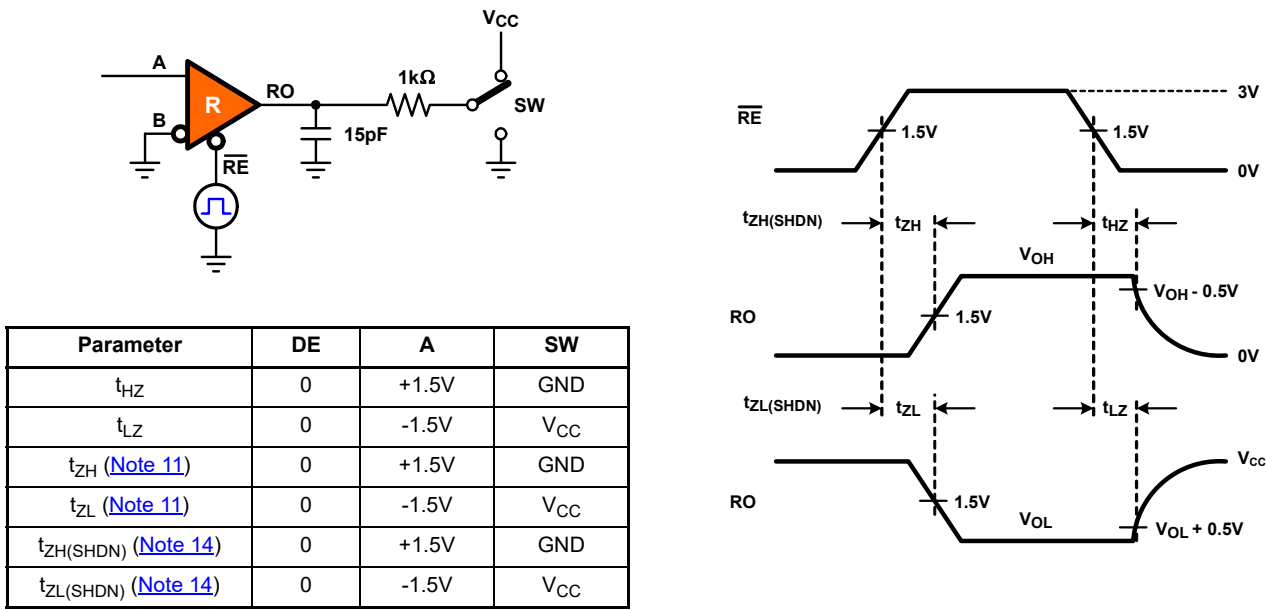 VCC
A
B
R
RO
1kΩ
SW
15pF
RE
Parameter DE A SW
tHZ 0 +1.5V GND
tLZ 0 -1.5V VCC
tZH (Note 11) 0 +1.5V GND
tZL (Note 11) 0 -1.5V VCC
tZH(SHDN) (Note 14) 0 +1.5V GND
tZL(SHDN) (Note 14) 0 -1.5V VCC
RE
3V
1.5V
1.5V
0V
tZH(SHDN)
tZH
tHZ
VOH
VOH - 0.5V
RO
1.5V
0V
tZL(SHDN)
tZL
tLZ
VCC
RO
1.5V
VOL
VOL + 0.5V